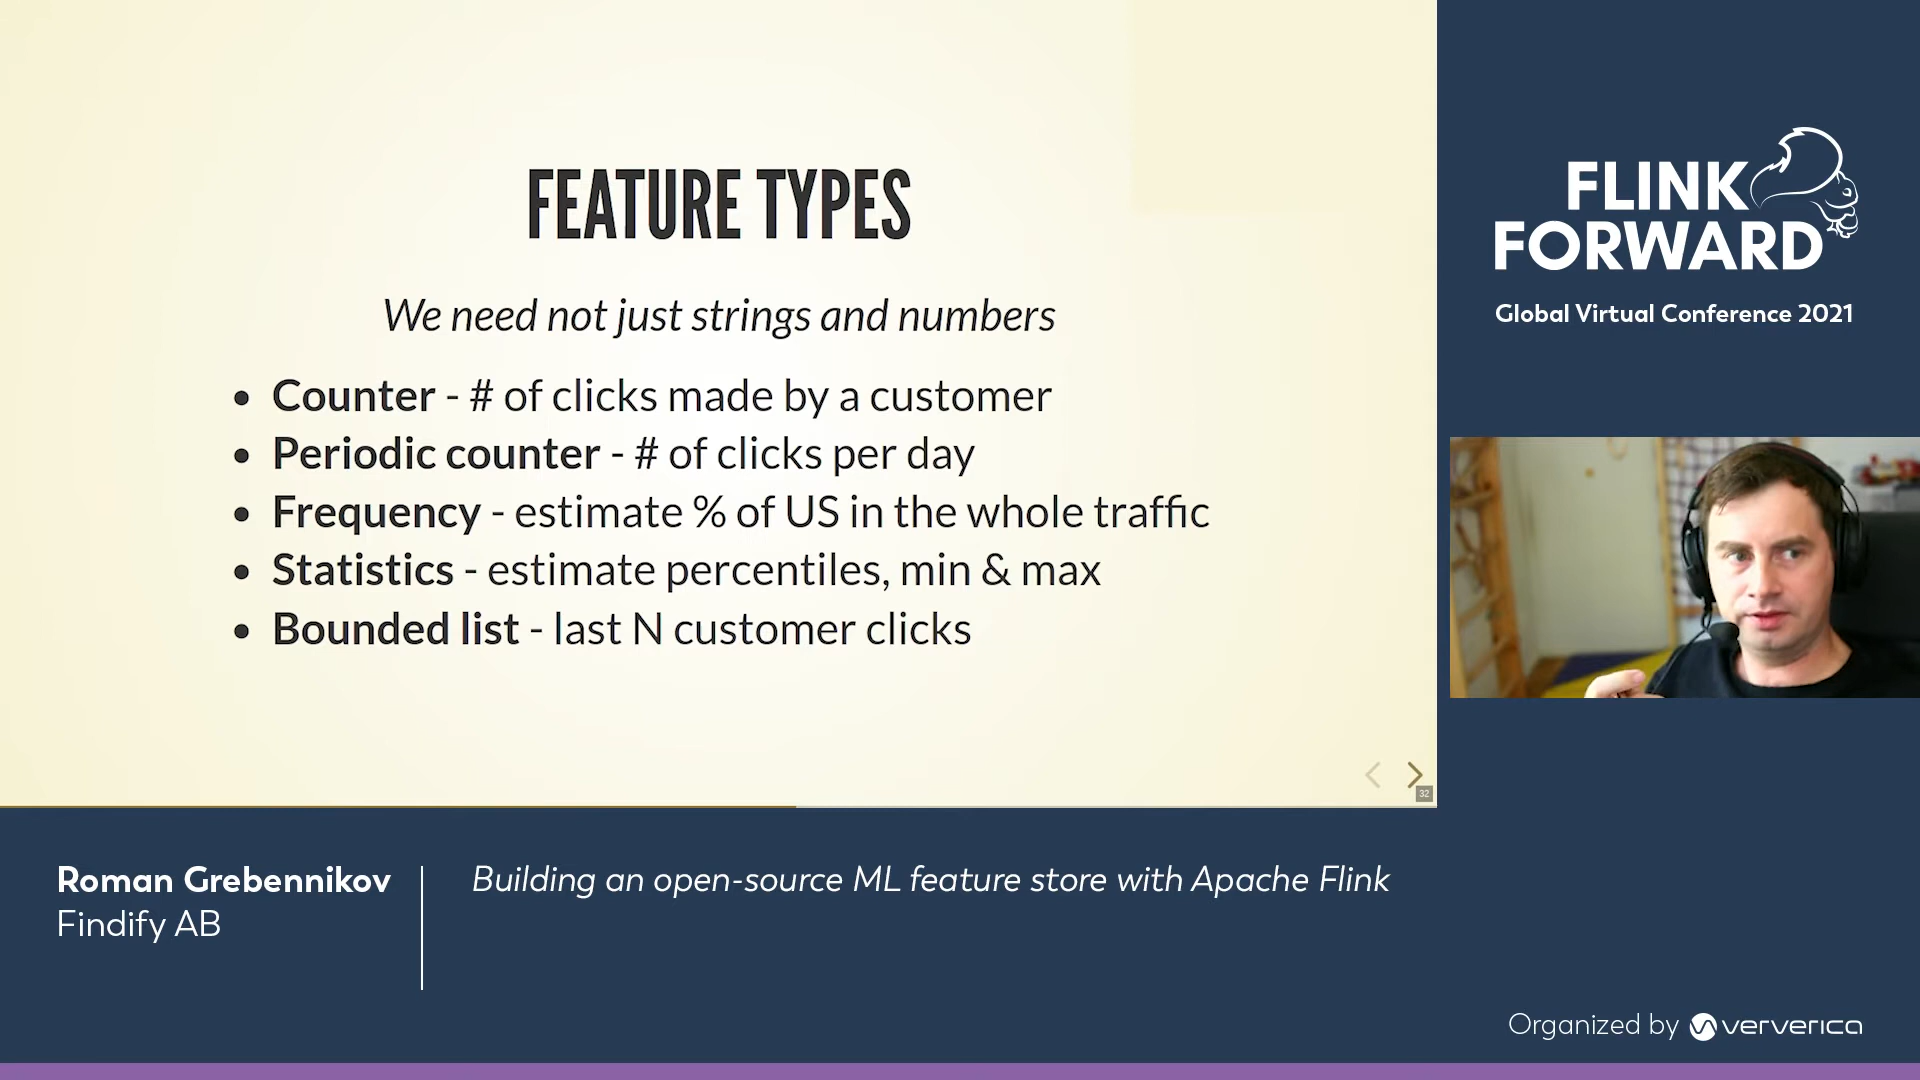 FEATURE TYPES
We need not just strings and numbers
• Counter - # of clicks made by a customer
• Periodic counter - # of clicks per day
• Frequency - estimate % of US in the whole traffic
• Statistics - estimate percentiles, min & max
• Bounded list - last N customer clicks
32
FLINK
FORWARD
Global Virtual Conference 2021
Roman Grebennikov
Findify AB
Building an open-source ML feature store with Apache Flink
Organized by ververica